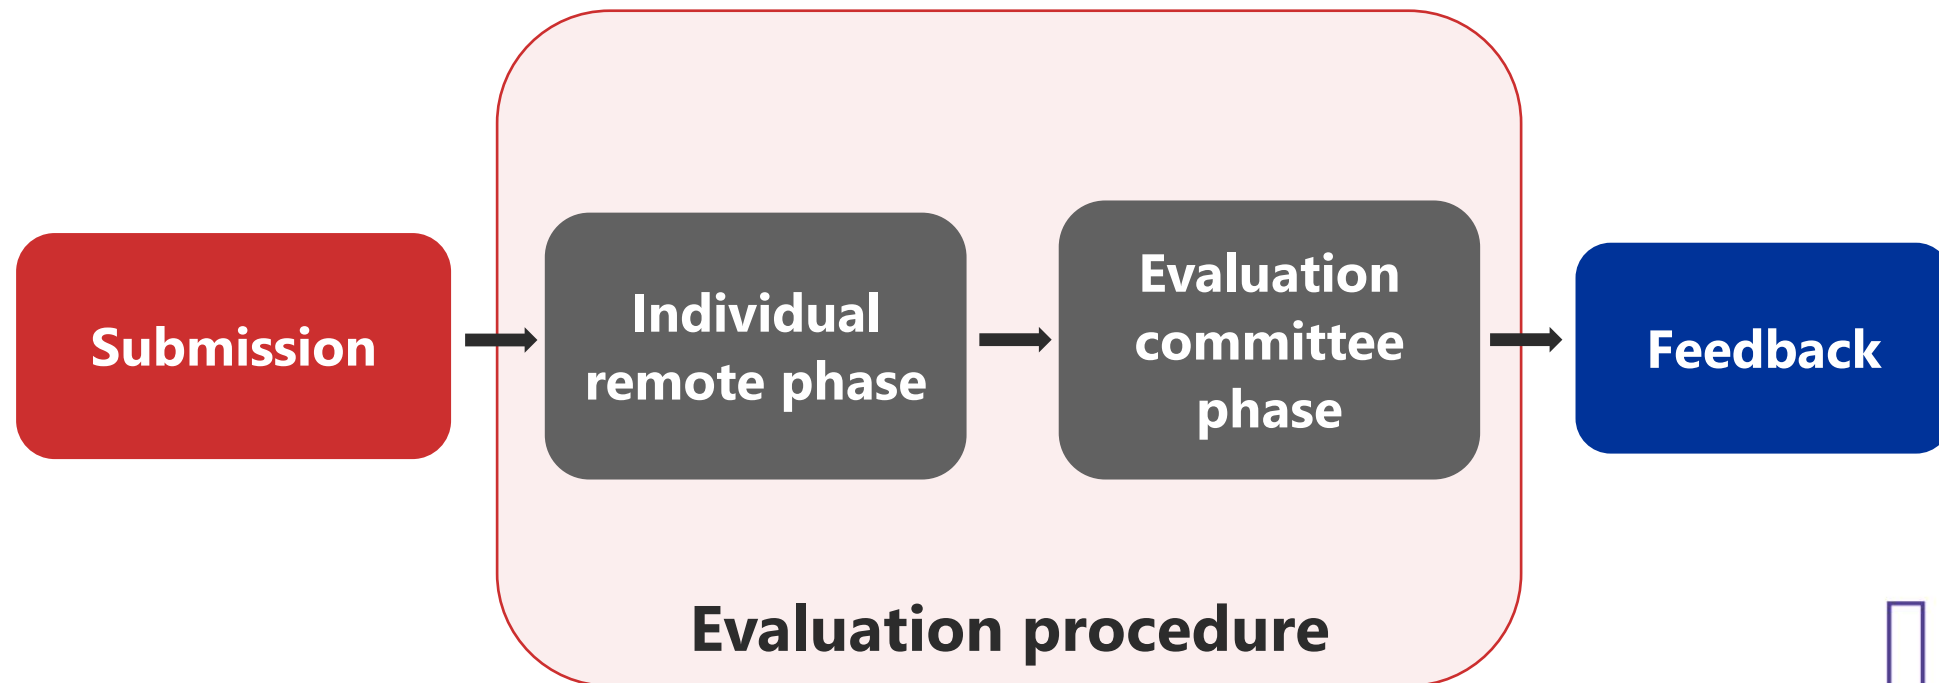 Submission
Individual
remote phase
Evaluation
committee
phase
Feedback
Evaluation procedure